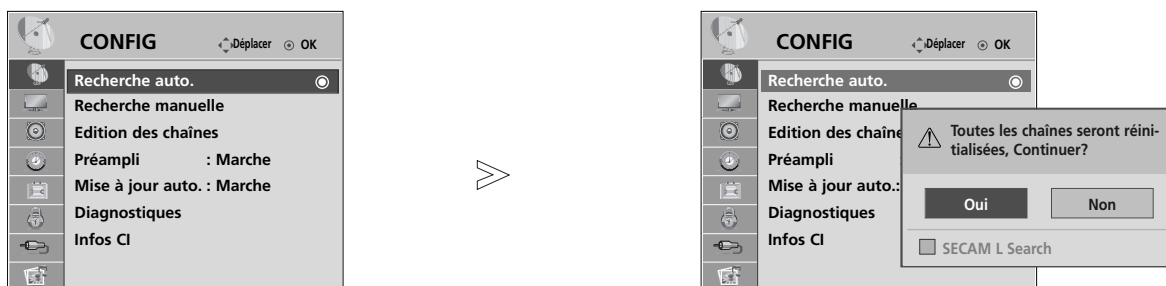 CONFIG Déplacer OK
Recherche auto.
Recherche manuelle
Edition des chaînes
Préampli : Marche
Mise à jour auto. : Marche
Diagnostiques
Infos CI
CONFIG Déplacer OK
Recherche auto.
Recherche manuelle
Edition des chaîne
Préampli
Mise à jour auto.:
Diagnostiques
Infos CI
Toutes les chaînes seront réini-
tialisées, Continuer?
Oui Non
SECAM L Search